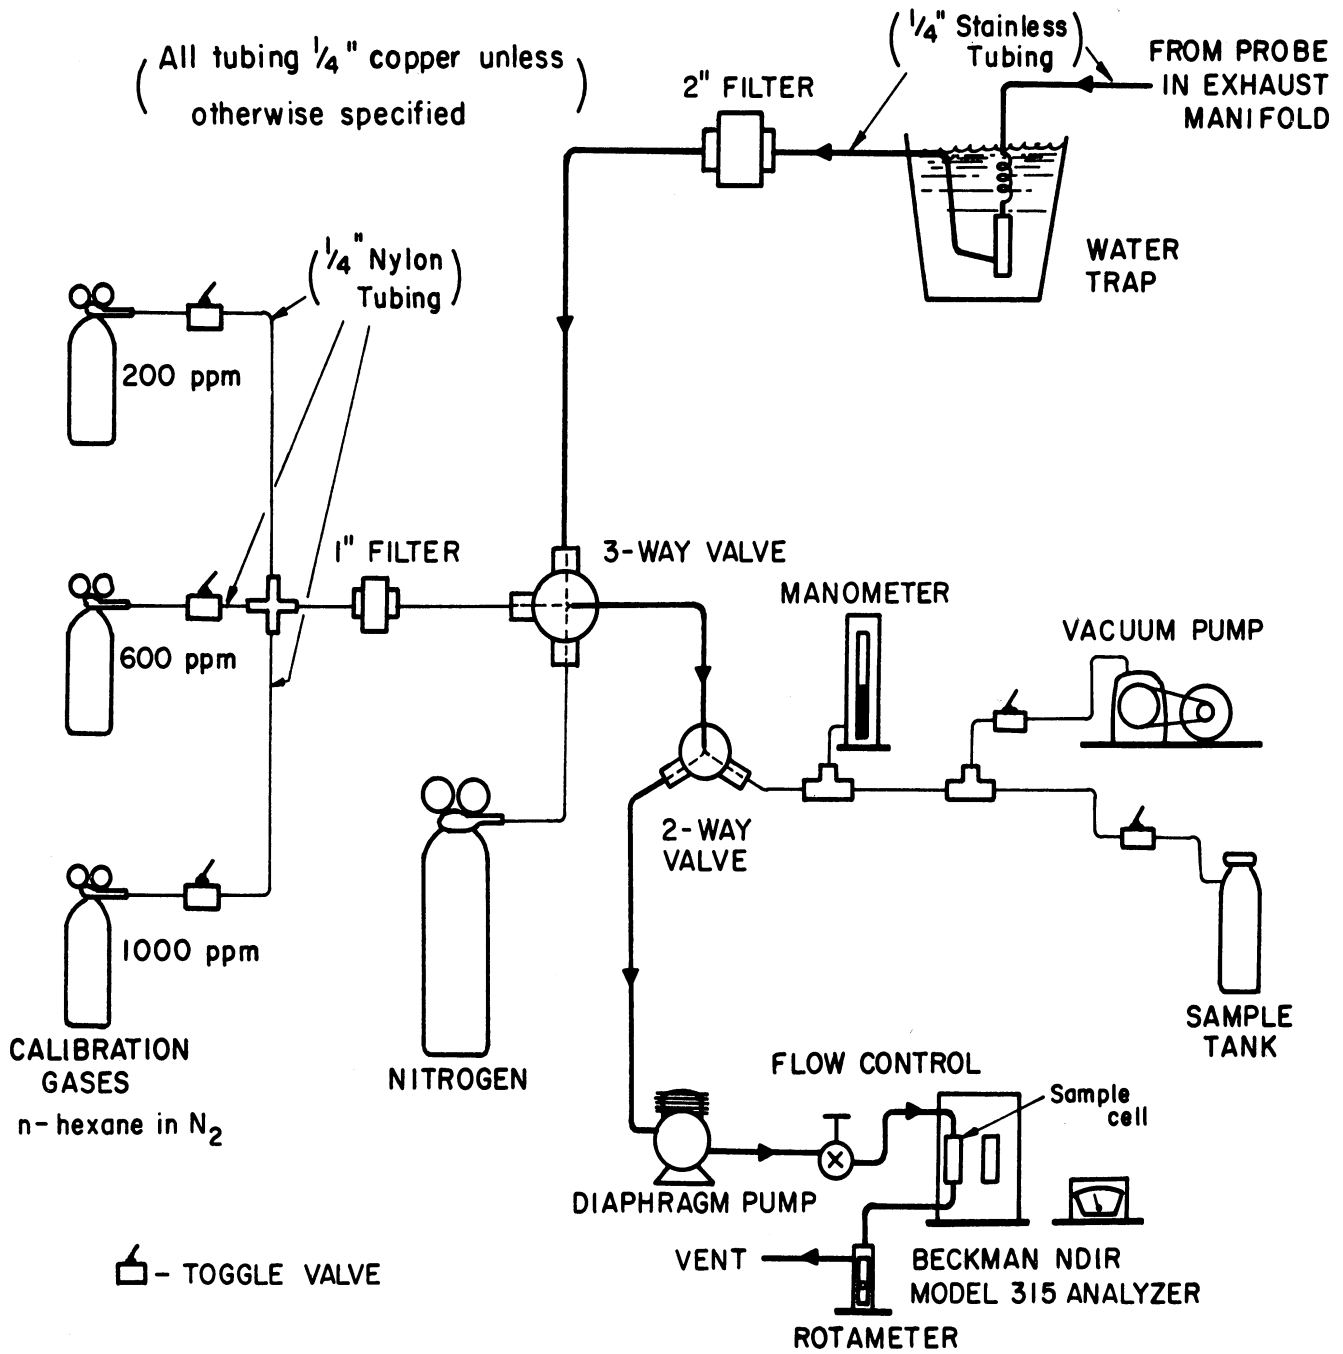 (All tubing 1/4" copper unless
otherwise specified)
(1/4" Stainless
Tubing)
FROM PROBE
IN EXHAUST
MANIFOLD
2" FILTER
WATER
TRAP
(1/4" Nylon
Tubing)
200 ppm
1" FILTER
3-WAY VALVE
MANOMETER
VACUUM PUMP
600 ppm
2-WAY
VALVE
1000 ppm
SAMPLE
TANK
CALIBRATION
GASES
n-hexane in N2
NITROGEN
FLOW CONTROL
Sample
cell
DIAPHRAGM PUMP
VENT
BECKMAN NDIR
MODEL 315 ANALYZER
- TOGGLE VALVE
ROTAMETER